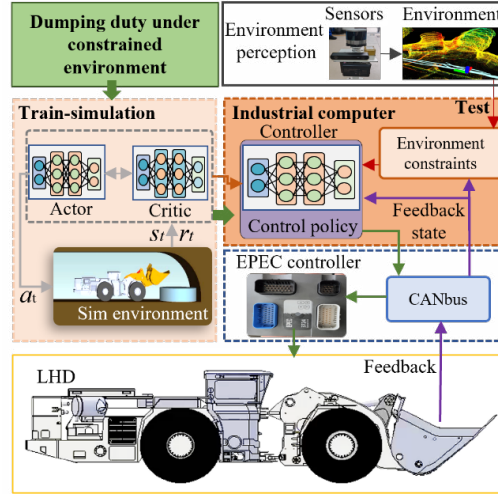 Dumping duty under
constrained
environment
Environment
perception
Sensors
Environment
Train-simulation
Actor
Critic
st rt
at
Sim environment
Industrial computer
Test
Controller
Control policy
Environment
constraints
Feedback
state
EPEC controller
CANbus
Feedback
LHD